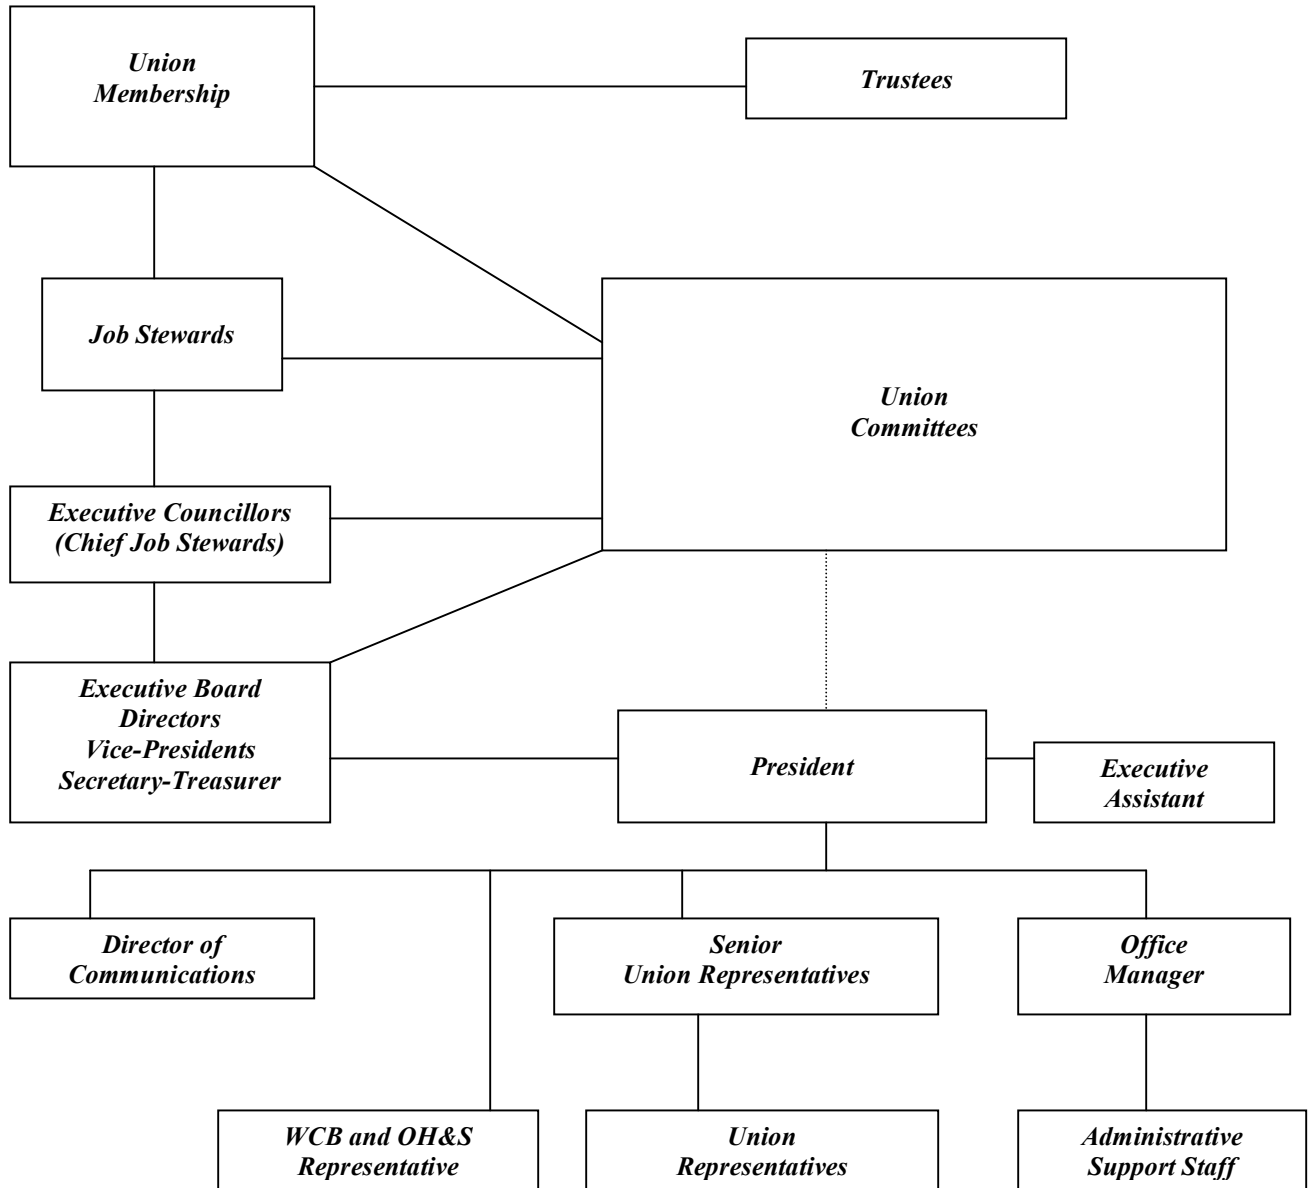 Union
Membership
Trustees
Job Stewards
Union
Committees
Executive Councillors
(Chief Job Stewards)
Executive Board
Directors
Vice-Presidents
Secretary-Treasurer
President
Executive
Assistant
Director of
Communications
Senior
Union Representatives
Office
Manager
WCB and OH&S
Representative
Union
Representatives
Administrative
Support Staff